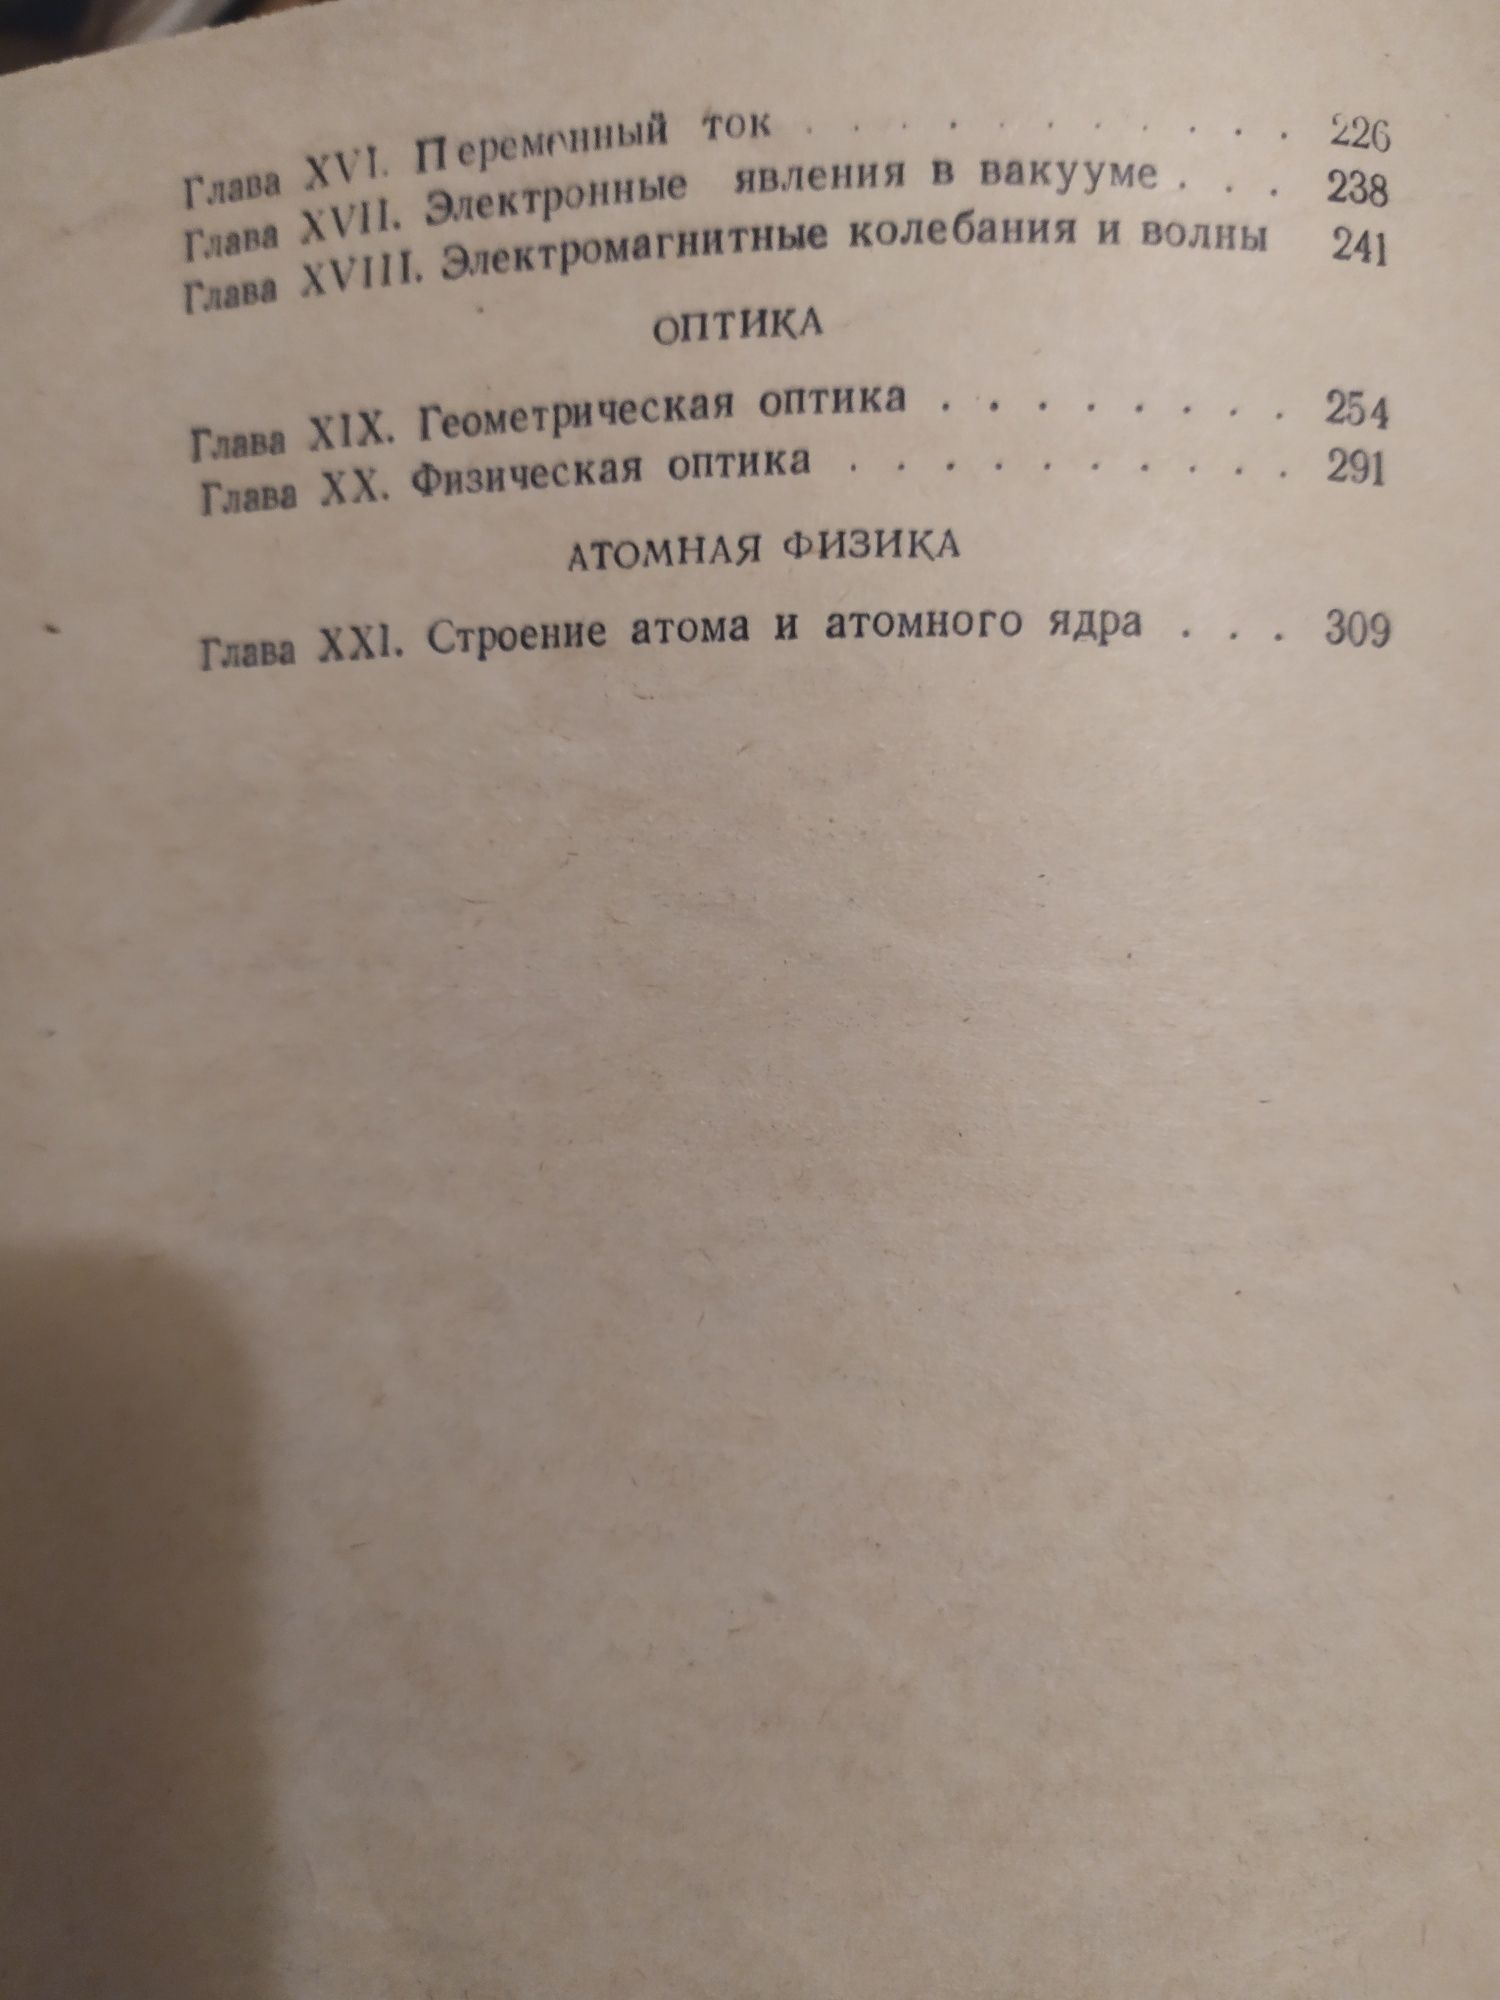 Глава XVI. Переменный ток . . . . . . . . . . . 226
Глава XVII. Электронные явления в вакууме . . . 238
Глава XVIII. Электромагнитные колебания и волны 241
ОПТИКА
Глава XIX. Геометрическая оптика . . . . . . . . 254
Глава XX. Физическая оптика . . . . . . . . . . 291
АТОМНАЯ ФИЗИКА
Глава XXI. Строение атома и атомного ядра . . . 309